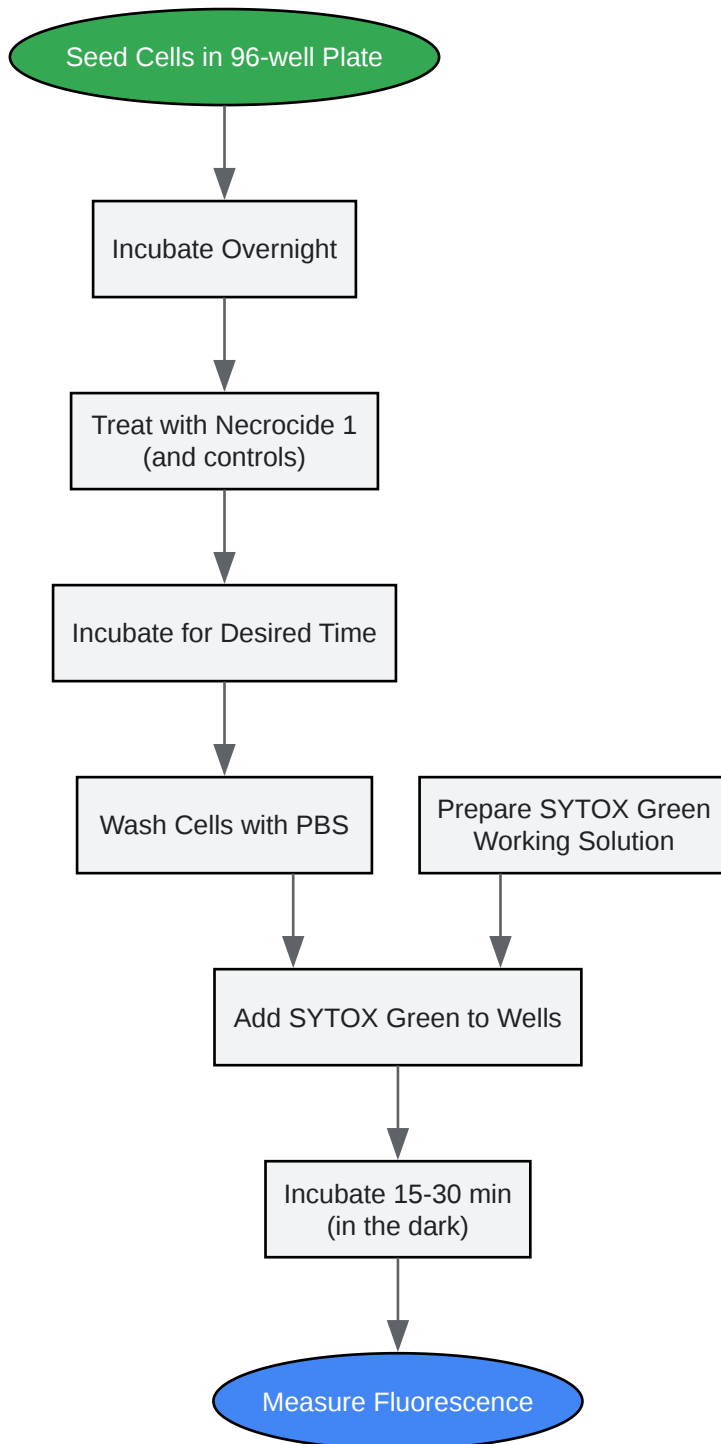 Seed Cells in 96-well Plate
Incubate Overnight
Treat with Necrocide 1
(and controls)
Incubate for Desired Time
Wash Cells with PBS
Prepare SYTOX Green
Working Solution
Add SYTOX Green to Wells
Incubate 15-30 min
(in the dark)
Measure Fluorescence